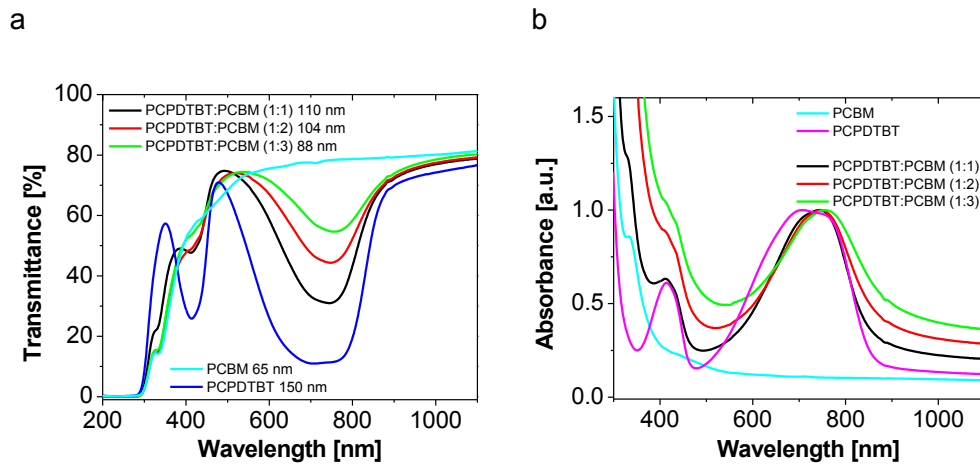 a
Transmittance [%]
100
80
60
40
20
0
PCPDTBT:PCBM (1:1) 110 nm
PCPDTBT:PCBM (1:2) 104 nm
PCPDTBT:PCBM (1:3) 88 nm
PCBM 65 nm
PCPDTBT 150 nm
200 400 600 800 1000
Wavelength [nm]
b
Absorbance [a.u.]
1.5
1.0
0.5
0.0
PCBM
PCPDTBT
PCPDTBT:PCBM (1:1)
PCPDTBT:PCBM (1:2)
PCPDTBT:PCBM (1:3)
400 600 800 1000
Wavelength [nm]